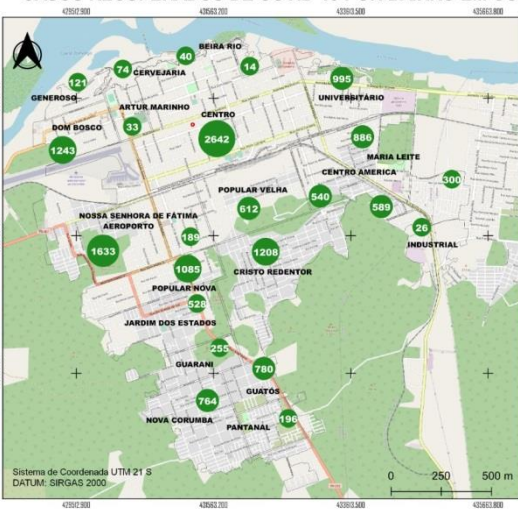 429512.900
431563.200
433613.500
435663.800
BEIRA RIO
40
14
74
CERVEJARIA
995
121
GENEROSO
UNIVERSITÁRIO
ARTUR MARINHO
33
CENTRO
2642
DOM BOSCO
1243
886
MARIA LEITE
CENTRO AMERICA
300
POPULAR VELHA
540
612
589
NOSSA SENHORA DE FÁTIMA
AEROPORTO
189
26
INDUSTRIAL
1633
1208
CRISTO REDENTOR
1085
POPULAR NOVA
528
JARDIM DOS ESTADOS
255
GUARANI
780
GUATÓS
764
NOVA CORUMBA
196
PANTANAL
Sistema de Coordenada UTM 21 S
DATUM: SIRGAS 2000
0 250 500 m
429512.900
431563.200
433613.500
435663.800